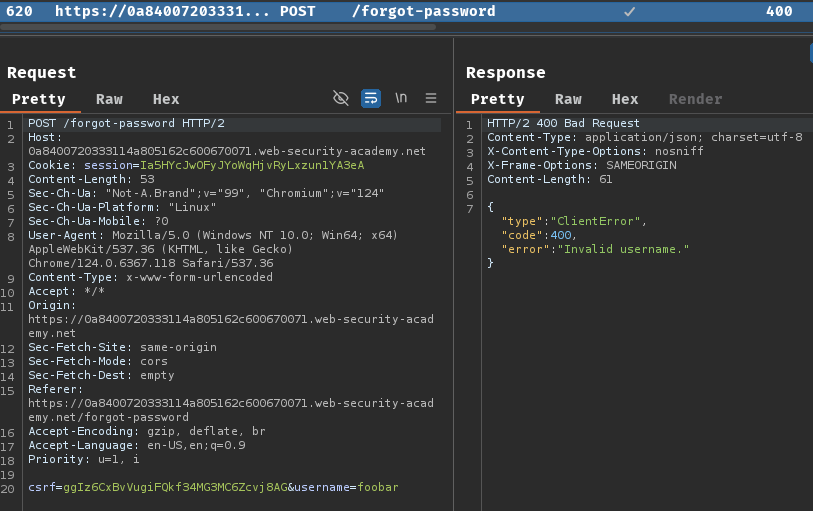 620 https://0a84007203331... POST /forgot-password 400
Request
Pretty Raw Hex
\n
1 POST /forgot-password HTTP/2
2 Host:
0a8400720333114a805162c600670071.web-security-academy.net
3 Cookie: session=Ia5HYcJwOFyJYoWqHjvRyLxzun1YA3eA
4 Content-Length: 53
5 Sec-Ch-Ua: "Not-A.Brand";v="99", "Chromium";v="124"
6 Sec-Ch-Ua-Platform: "Linux"
7 Sec-Ch-Ua-Mobile: ?0
8 User-Agent: Mozilla/5.0 (Windows NT 10.0; Win64; x64)
AppleWebKit/537.36 (KHTML, like Gecko)
Chrome/124.0.6367.118 Safari/537.36
9 Content-Type: x-www-form-urlencoded
10 Accept: */*
11 Origin:
https://0a8400720333114a805162c600670071.web-security-acad
emy.net
12 Sec-Fetch-Site: same-origin
13 Sec-Fetch-Mode: cors
14 Sec-Fetch-Dest: empty
15 Referer:
https://0a8400720333114a805162c600670071.web-security-acad
emy.net/forgot-password
16 Accept-Encoding: gzip, deflate, br
17 Accept-Language: en-US,en;q=0.9
18 Priority: u=1, i
19
20 csrf=ggIz6CxBvVugiFQkf34MG3MC6Zcvj8AG&username=foobar
Response
Pretty Raw Hex Render
1 HTTP/2 400 Bad Request
2 Content-Type: application/json; charset=utf-8
3 X-Content-Type-Options: nosniff
4 X-Frame-Options: SAMEORIGIN
5 Content-Length: 61
6
7 {
"type":"ClientError",
"code":400,
"error":"Invalid username."
}